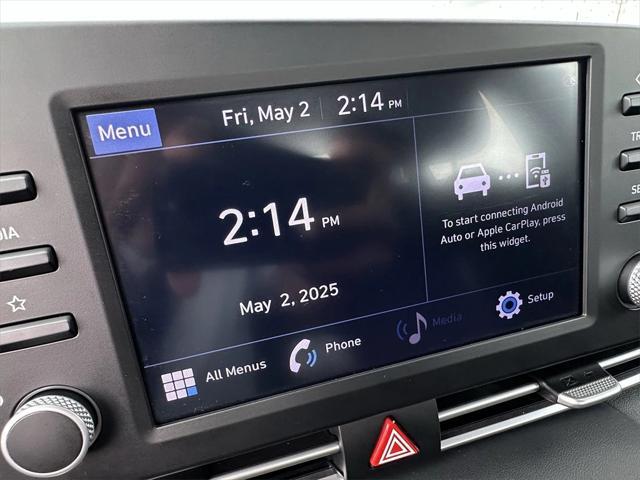 Menu
Fri, May 2
2:14 PM
2:14 PM
May 2, 2025
To start connecting Android
Auto or Apple CarPlay, press
this widget.
All Menus
Phone
Media
Setup